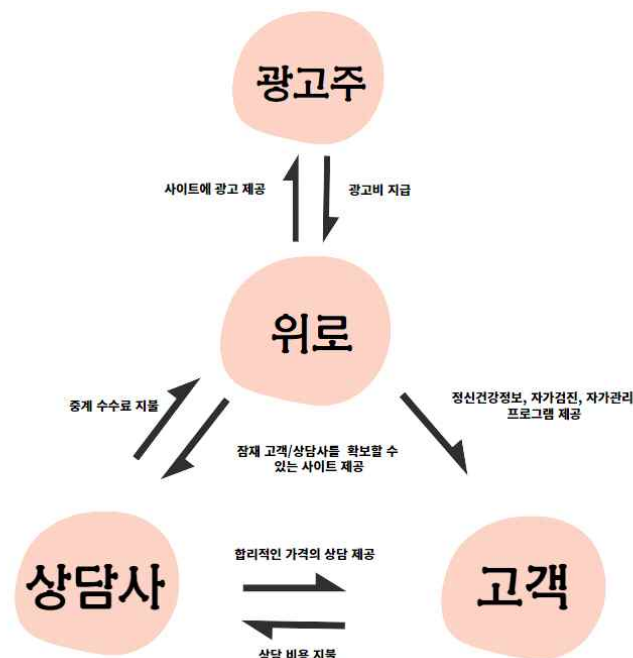 광고주
사이트에 광고 제공
광고비 지급
위로
중계 수수료 지불
정신건강정보, 자가검진, 자가관리
프로그램 제공
잠재 고객/상담사를 확보할 수
있는 사이트 제공
상담사
합리적인 가격의 상담 제공
고객
상담 비용 지불